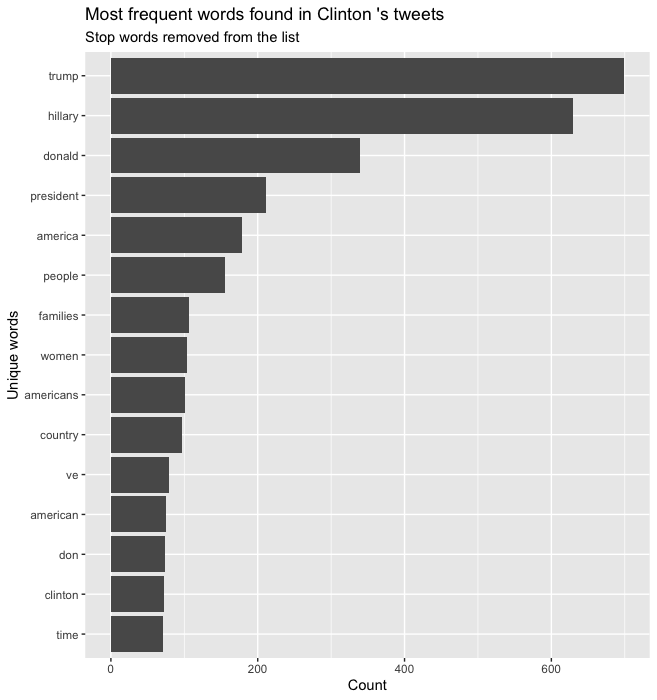 Most frequent words found in Clinton 's tweets
Stop words removed from the list
trump
hillary
donald
president
america
people
families
women
americans
country
ve
american
don
clinton
time
Unique words
0 200 400 600
Count